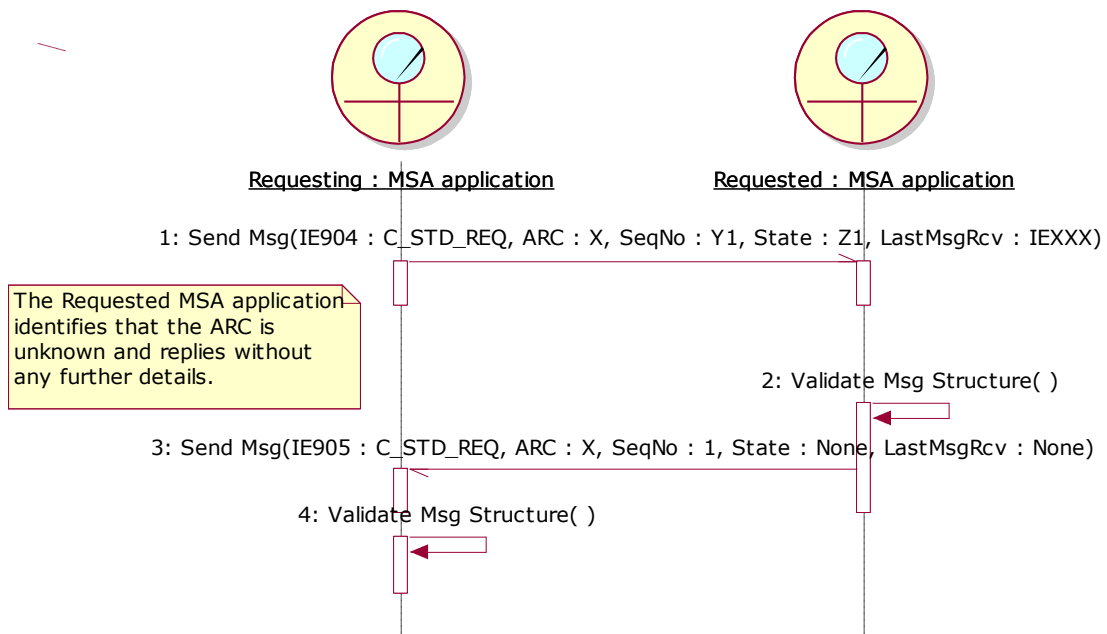 Requesting : MSA application
Requested : MSA application
1: Send Msg(IE904 : C_STD_REQ, ARC : X, SeqNo : Y1, State : Z1, LastMsgRcv : IEXXX)
The Requested MSA application
identifies that the ARC is
unknown and replies without
any further details.
2: Validate Msg Structure( )
3: Send Msg(IE905 : C_STD_REQ, ARC : X, SeqNo : 1, State : None, LastMsgRcv : None)
4: Validate Msg Structure( )